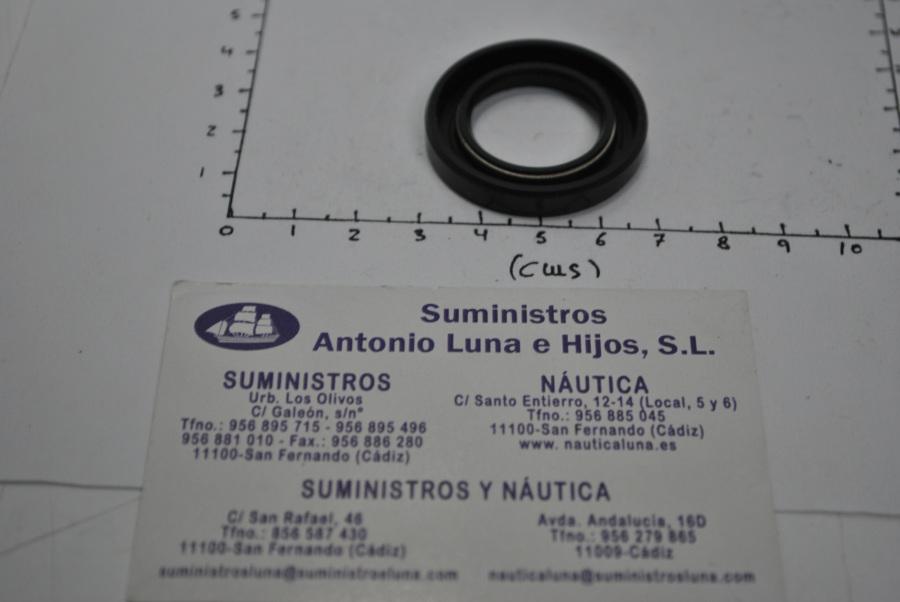 5
4
3
2
1
0 1 2 3 4 5 6 7 8 9 10
(cms)
Suministros
Antonio Luna e Hijos, S.L.
SUMINISTROS
Urb. Los Olivos
C/ Galeón, s/nº
Tfno.: 956 895 715 - 956 895 496
956 881 010 - Fax.: 956 886 280
11100-San Fernando (Cádiz)
NÁUTICA
C/ Santo Entierro, 12-14 (Local, 5 y 6)
Tfno.: 956 885 045
11100-San Fernando (Cádiz)
www. nauticaluna.es
SUMINISTROS Y NÁUTICA
C/ San Rafael, 46
Tfno.: 856 587 430
11100-San Fernando (Cádiz)
Avda. Andalucía, 16D
Tfno.: 956 279 865
11009-Cádiz
suministrosluna@suministrosluna.com
nauticaluna@suministrosluna.com